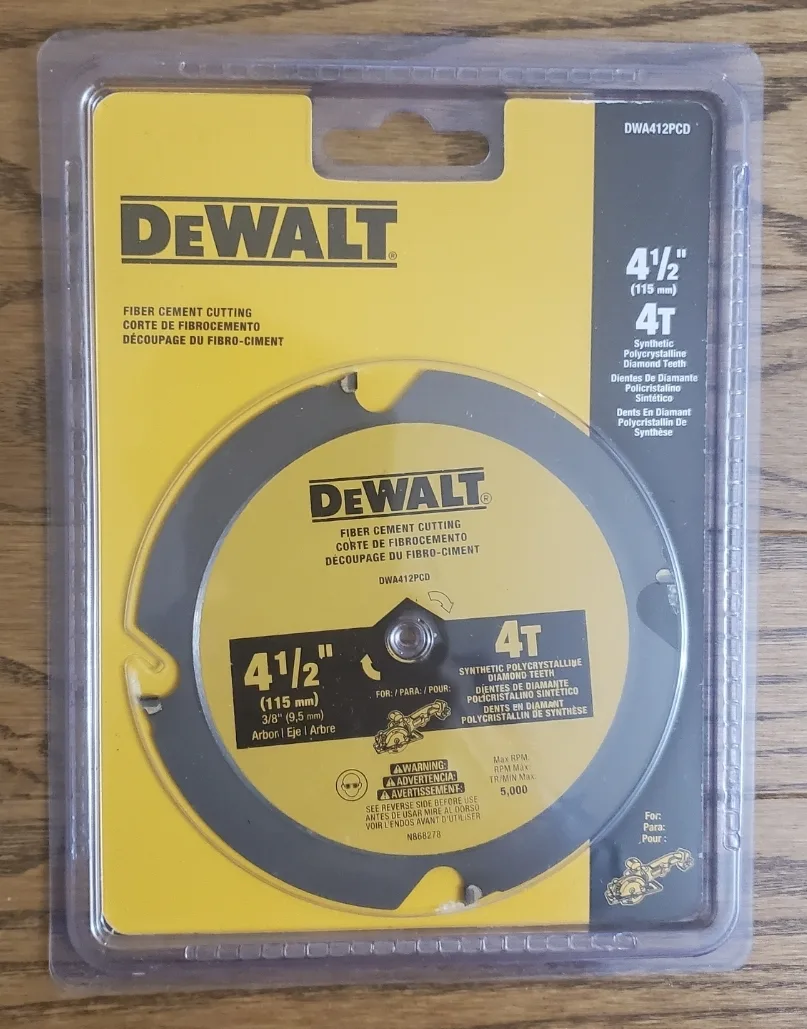 DWA412PCD
DEWALT®
FIBER CEMENT CUTTING
CORTE DE FIBROCEMENTO
DÉCOUPAGE DU FIBRO-CIMENT
4 1/2"
(115 mm)
4T
Synthetic
Polycrystalline
Diamond Teeth
Dientes De Diamante
Policristalino
Sintético
Dents En Diamant
Polycristallin De
Synthèse
DEWALT®
FIBER CEMENT CUTTING
CORTE DE FIBROCEMENTO
DÉCOUPAGE DU FIBRO-CIMENT
DWA412PCD
4 1/2"
(115 mm)
3/8" (9,5 mm)
Arbor | Eje | Arbre
FOR: / PARA: / POUR:
4T
SYNTHETIC POLYCRYSTALLINE
DIAMOND TEETH
DIENTES DE DIAMANTE
POLICRISTALINO SINTÉTICO
DENTS EN DIAMANT
POLYCRISTALLIN DE SYNTHÈSE
WARNING:
ADVERTENCIA:
AVERTISSEMENT:
SEE REVERSE SIDE BEFORE USE
ANTES DE USAR MIRE AL DORSO
VOIR L'ENDOS AVANT D'UTILISER
N868278
Max RPM:
RPM Máx:
TR/MIN Max:
5,000
For:
Para:
Pour :